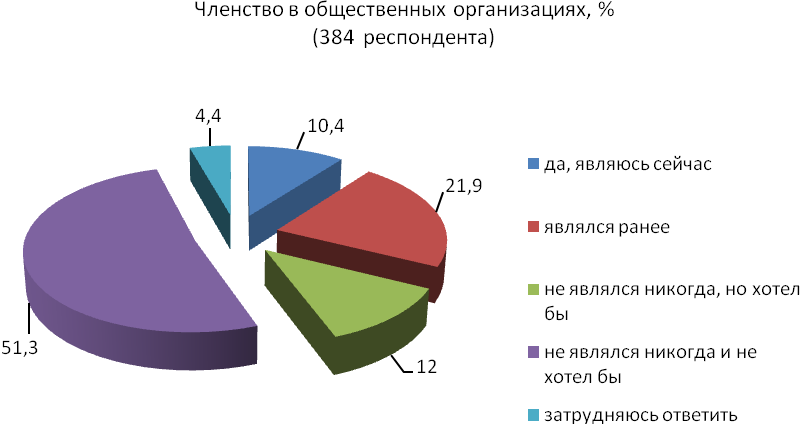 Членство в общественных организациях, %
(384 респондента)
4,4
10,4
21,9
12
51,3
да, являюсь сейчас
являлся ранее
не являлся никогда, но хотел
бы
не являлся никогда и не
хотел бы
затрудняюсь ответить